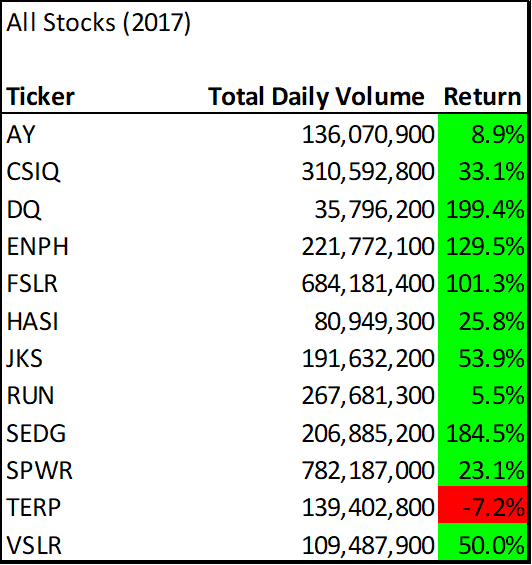 All Stocks (2017)
Ticker Total Daily Volume Return
AY 136,070,900 8.9%
CSIQ 310,592,800 33.1%
DQ 35,796,200 199.4%
ENPH 221,772,100 129.5%
FSLR 684,181,400 101.3%
HASI 80,949,300 25.8%
JKS 191,632,200 53.9%
RUN 267,681,300 5.5%
SEDG 206,885,200 184.5%
SPWR 782,187,000 23.1%
TERP 139,402,800 -7.2%
VSLR 109,487,900 50.0%